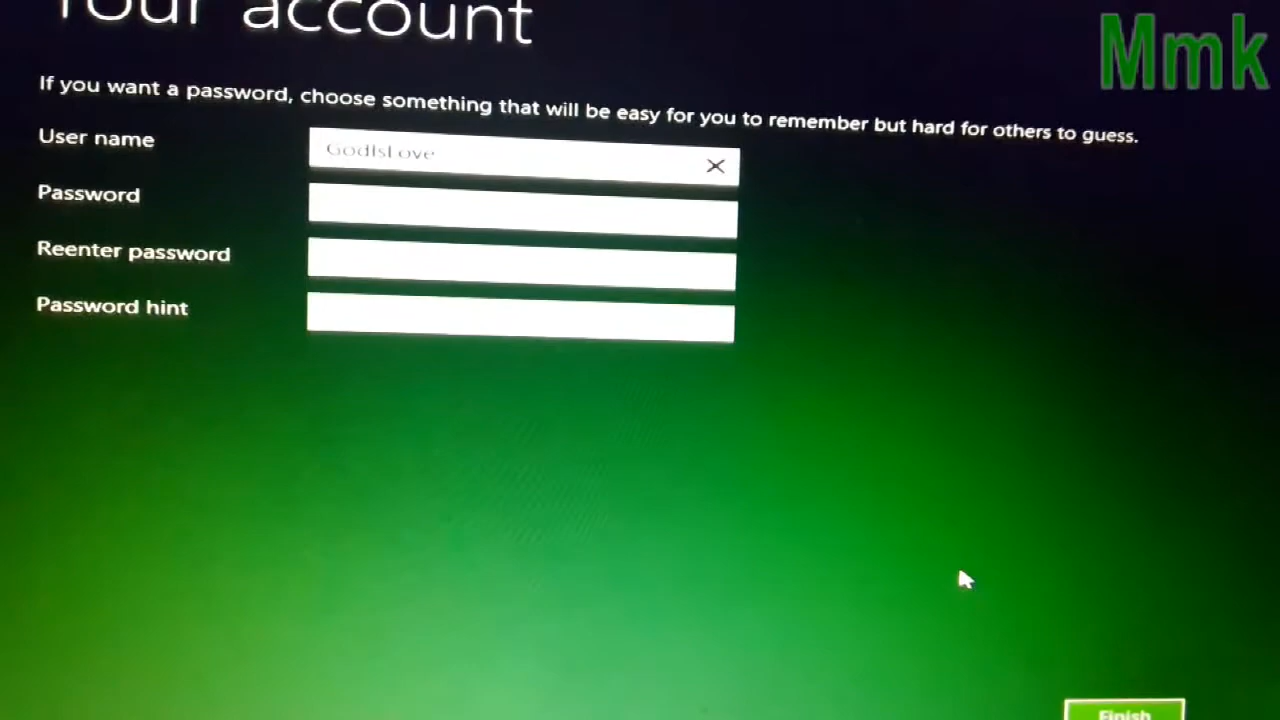 Your account
Mmk
If you want a password, choose something that will be easy for you to remember but hard for others to guess.
User name
GodIsLove
Password
Reenter password
Password hint
Finish